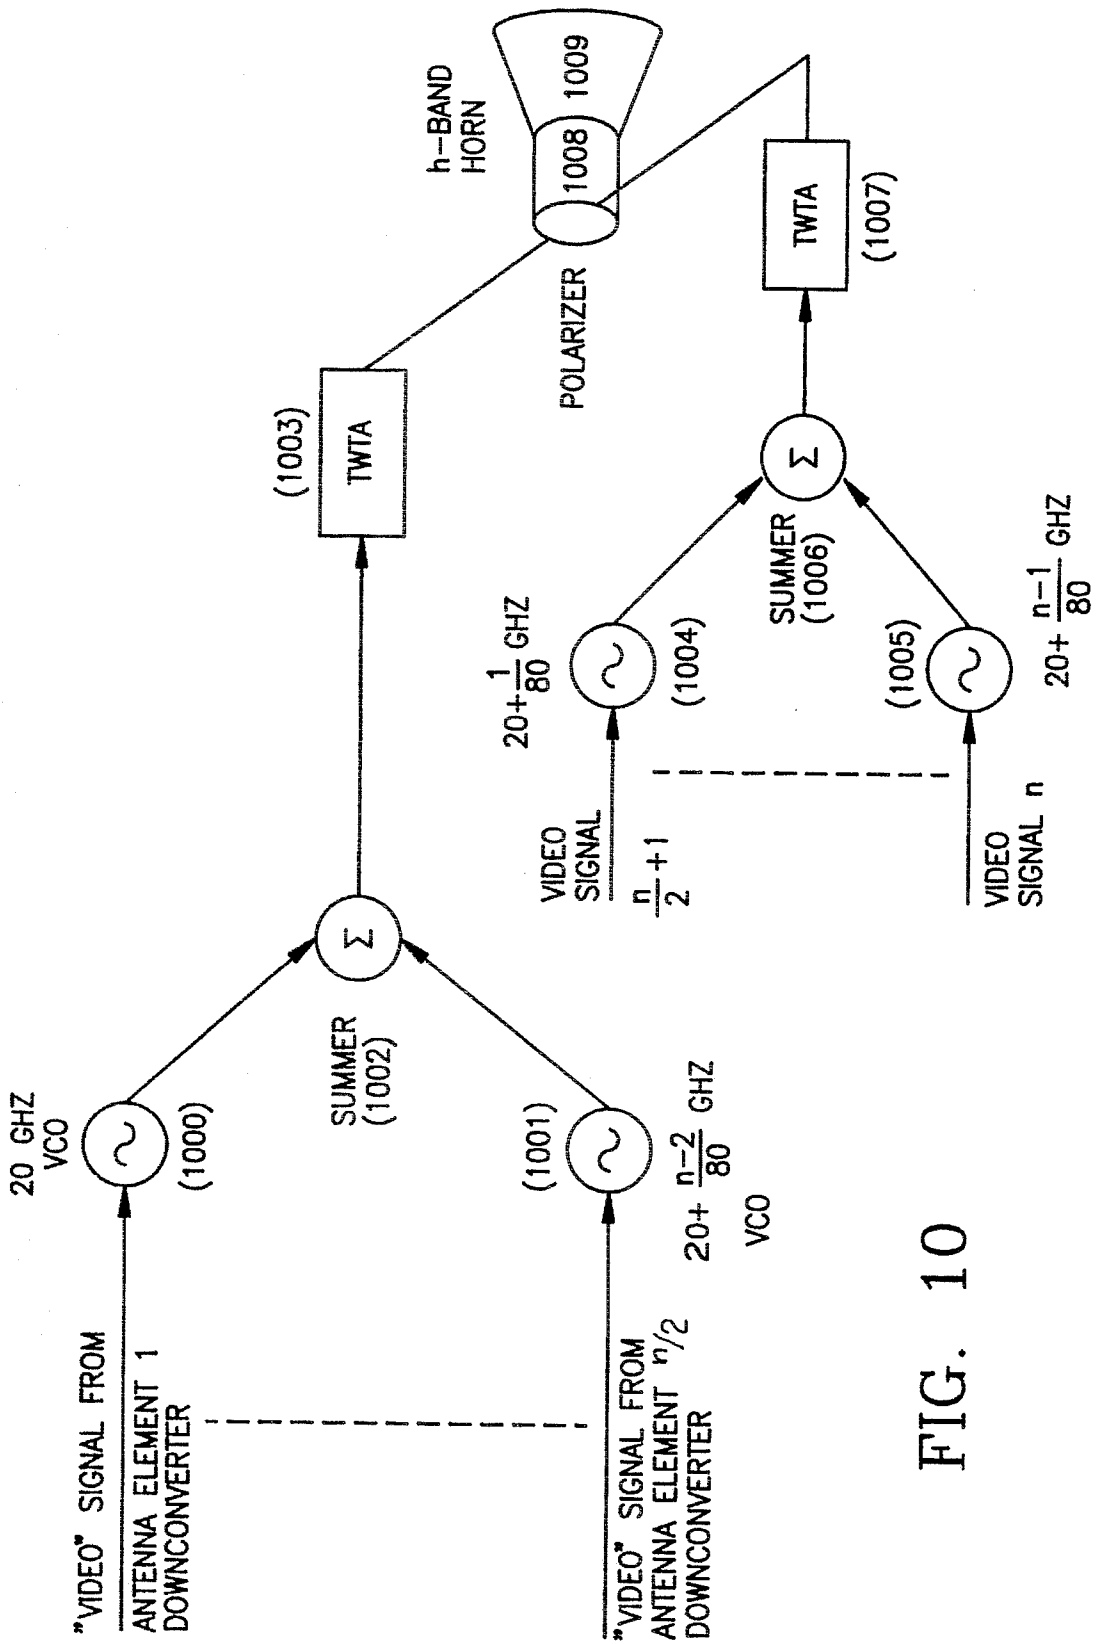 "VIDEO" SIGNAL FROM
ANTENNA ELEMENT 1
DOWNCONVERTER
20 GHZ
VCO
(1000)
"VIDEO" SIGNAL FROM
ANTENNA ELEMENT n/2
DOWNCONVERTER
(1001)
20+ n-2/80 GHZ
VCO
SUMMER
(1002)
Σ
(1003)
TWTA
h-BAND
HORN
1008
1009
POLARIZER
VIDEO
SIGNAL
n/2 +1
20+ 1/80 GHZ
(1004)
VIDEO
SIGNAL n
(1005)
20+ n-1/80 GHZ
SUMMER
(1006)
Σ
TWTA
(1007)
FIG. 10